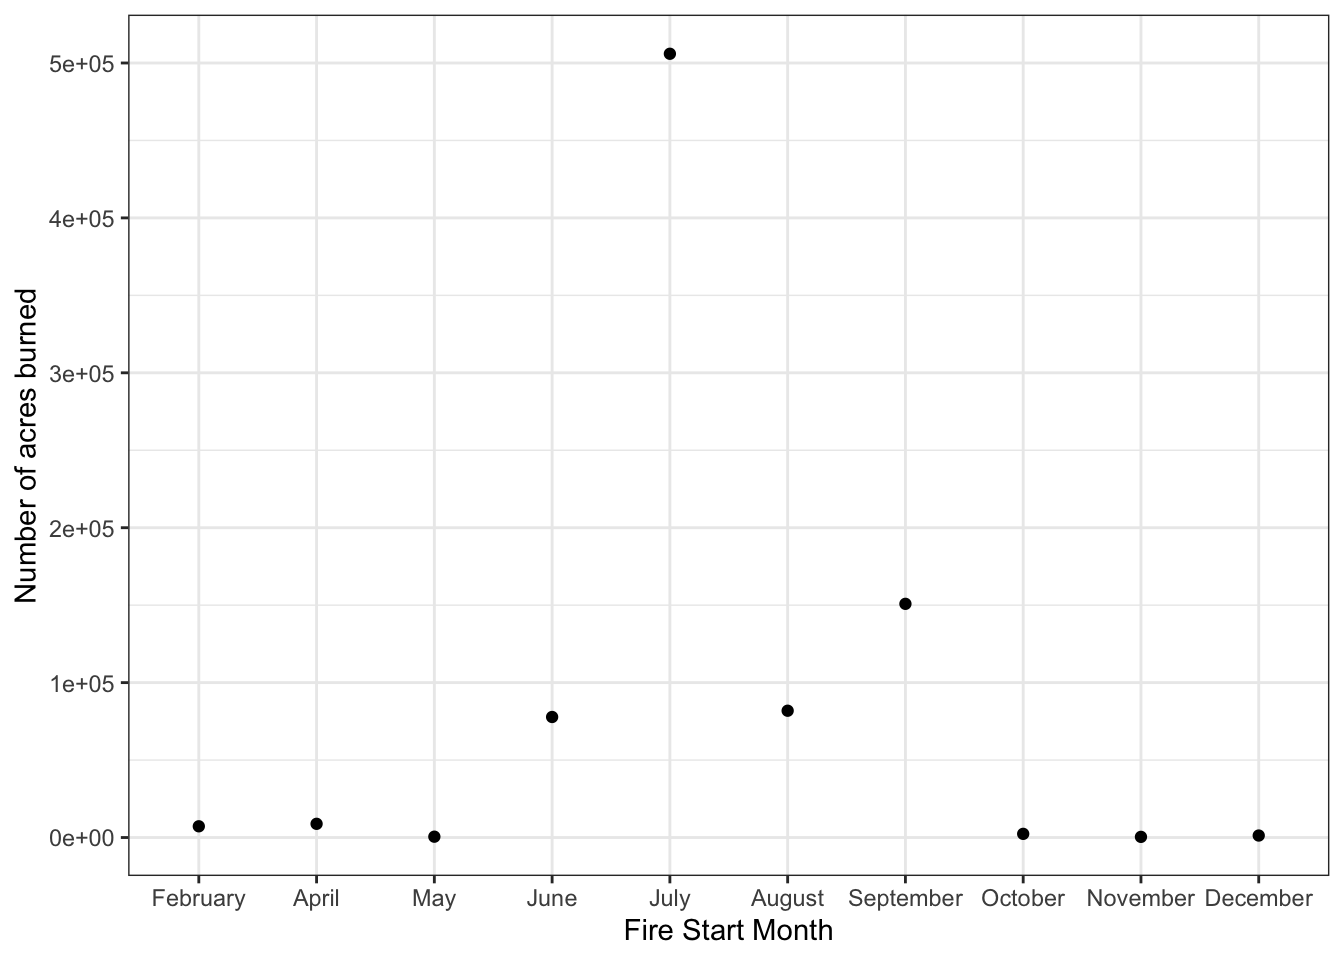 5e+05
4e+05
3e+05
2e+05
1e+05
0e+00
Number of acres burned
February April May June July August September October November December
Fire Start Month